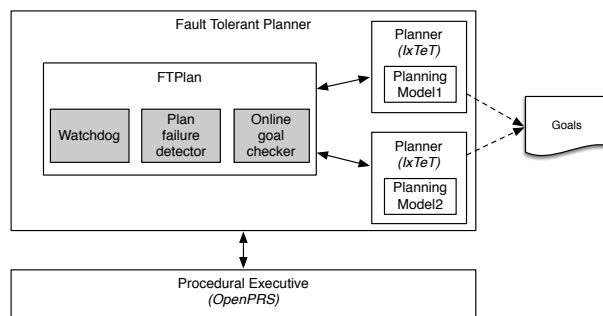 Fault Tolerant Planner
FTPlan
Watchdog
Plan
failure
detector
Online
goal
checker
Planner
(IxTeT)
Planning
Model1
Planner
(IxTeT)
Planning
Model2
Goals
Procedural Executive
(OpenPRS)